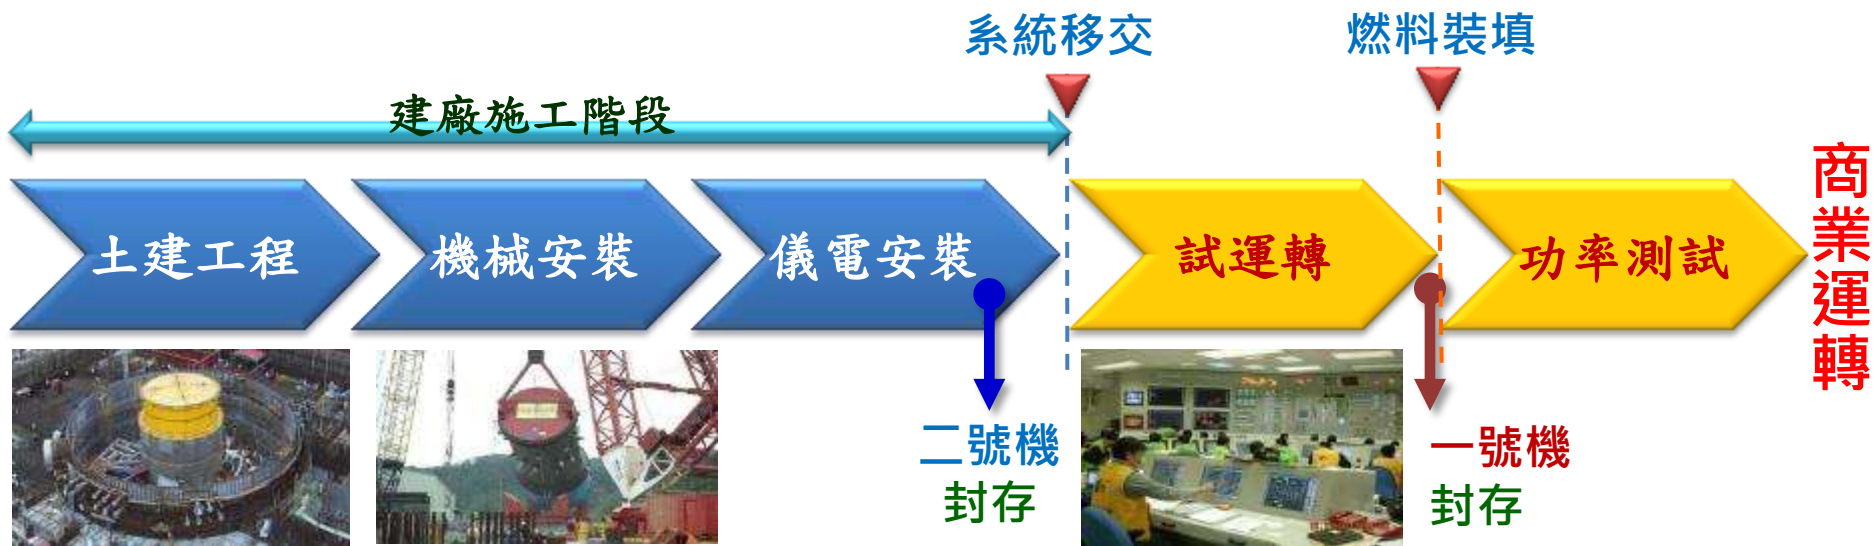 系統移交
燃料裝填
建廠施工階段
土建工程
機械安裝
儀電安裝
試運轉
功率測試
商業運轉
二號機
封存
一號機
封存